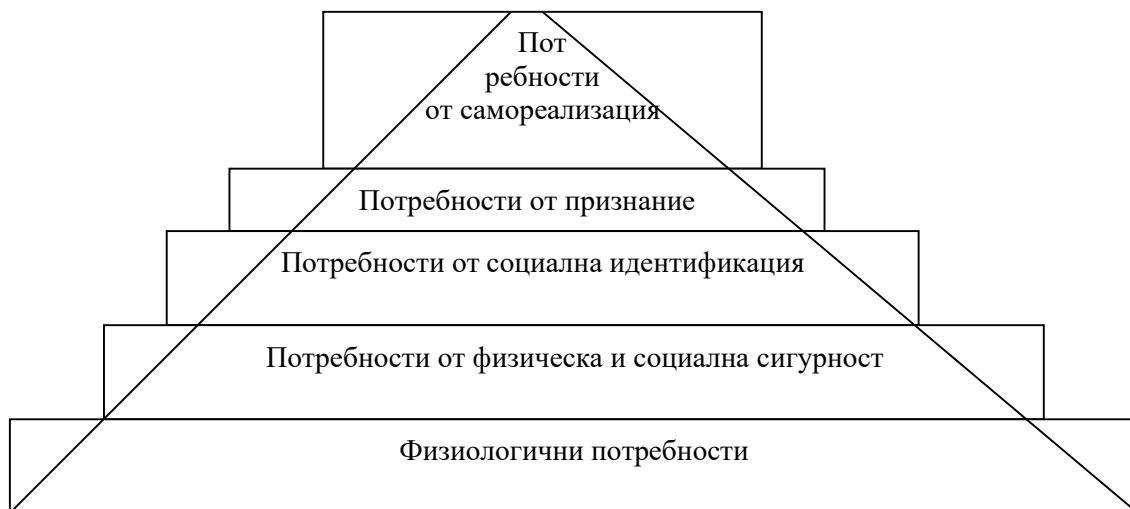 Пот
ребности
от самореализация
Потребности от признание
Потребности от социална идентификация
Потребности от физическа и социална сигурност
Физиологични потребности